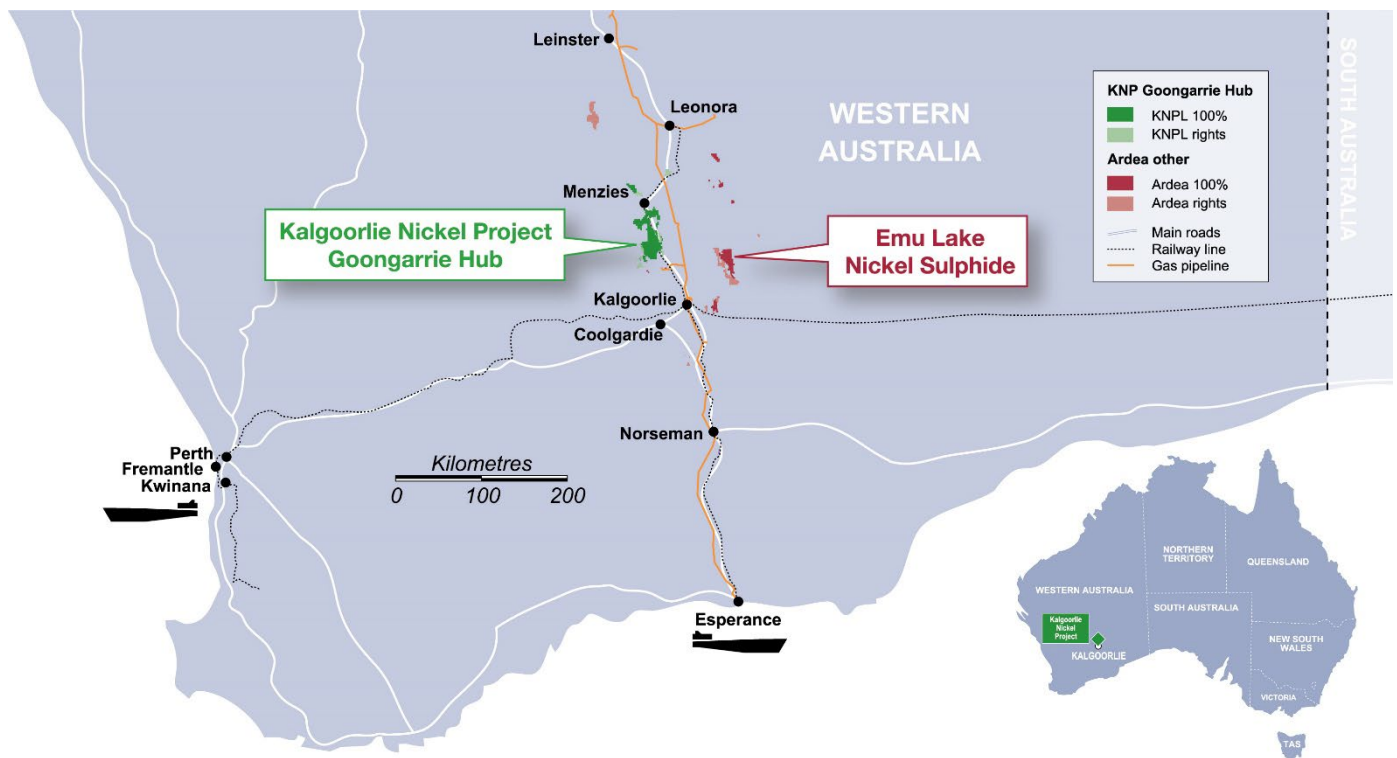 Leinster
Leonora
WESTERN
AUSTRALIA
SOUTH AUSTRALIA
KNP Goongarrie Hub
KNPL 100%
KNPL rights
Ardea other
Ardea 100%
Ardea rights
Main roads
Railway line
Gas pipeline
Menzies
Kalgoorlie Nickel Project
Goongarrie Hub
Emu Lake
Nickel Sulphide
Kalgoorlie
Coolgardie
Norseman
Perth
Fremantle
Kwinana
Kilometres
0 100 200
Esperance
NORTHERN
TERRITORY
QUEENSLAND
WESTERN AUSTRALIA
SOUTH AUSTRALIA
Kalgoorlie
Nickel
Project
KALGOORLIE
NEW SOUTH
WALES
VICTORIA
TAS